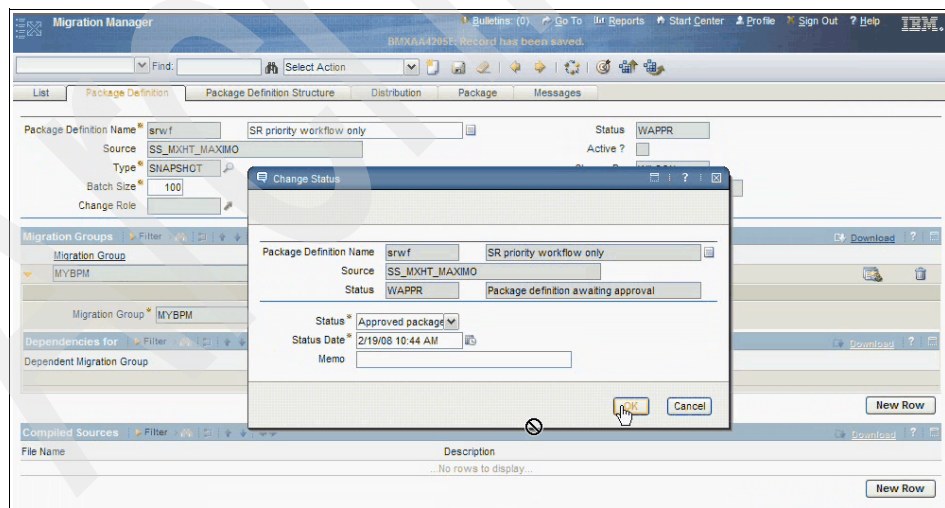 Migration Manager
Bulletins: (0) Go To Reports Start Center Profile Sign Out ? Help IBM.
BMXAA4205E: Record has been saved.
Find: Select Action
List Package Definition Package Definition Structure Distribution Package Messages
Package Definition Name* srwf SR priority workflow only Status WAPPR
Source SS_MXHT_MAXIMO Active ?
Type* SNAPSHOT
Batch Size* 100
Change Role
Change Status ?
Package Definition Name srwf SR priority workflow only
Source SS_MXHT_MAXIMO
Status WAPPR Package definition awaiting approval
Status* Approved package
Status Date* 2/19/08 10:44 AM
Memo
OK Cancel
Migration Groups Filter Download ?
Migration Group
MYBPM
Migration Group* MYBPM
Dependencies for Filter Download ?
Dependent Migration Group
New Row
Compiled Sources Filter Download ?
File Name Description
...No rows to display...
New Row